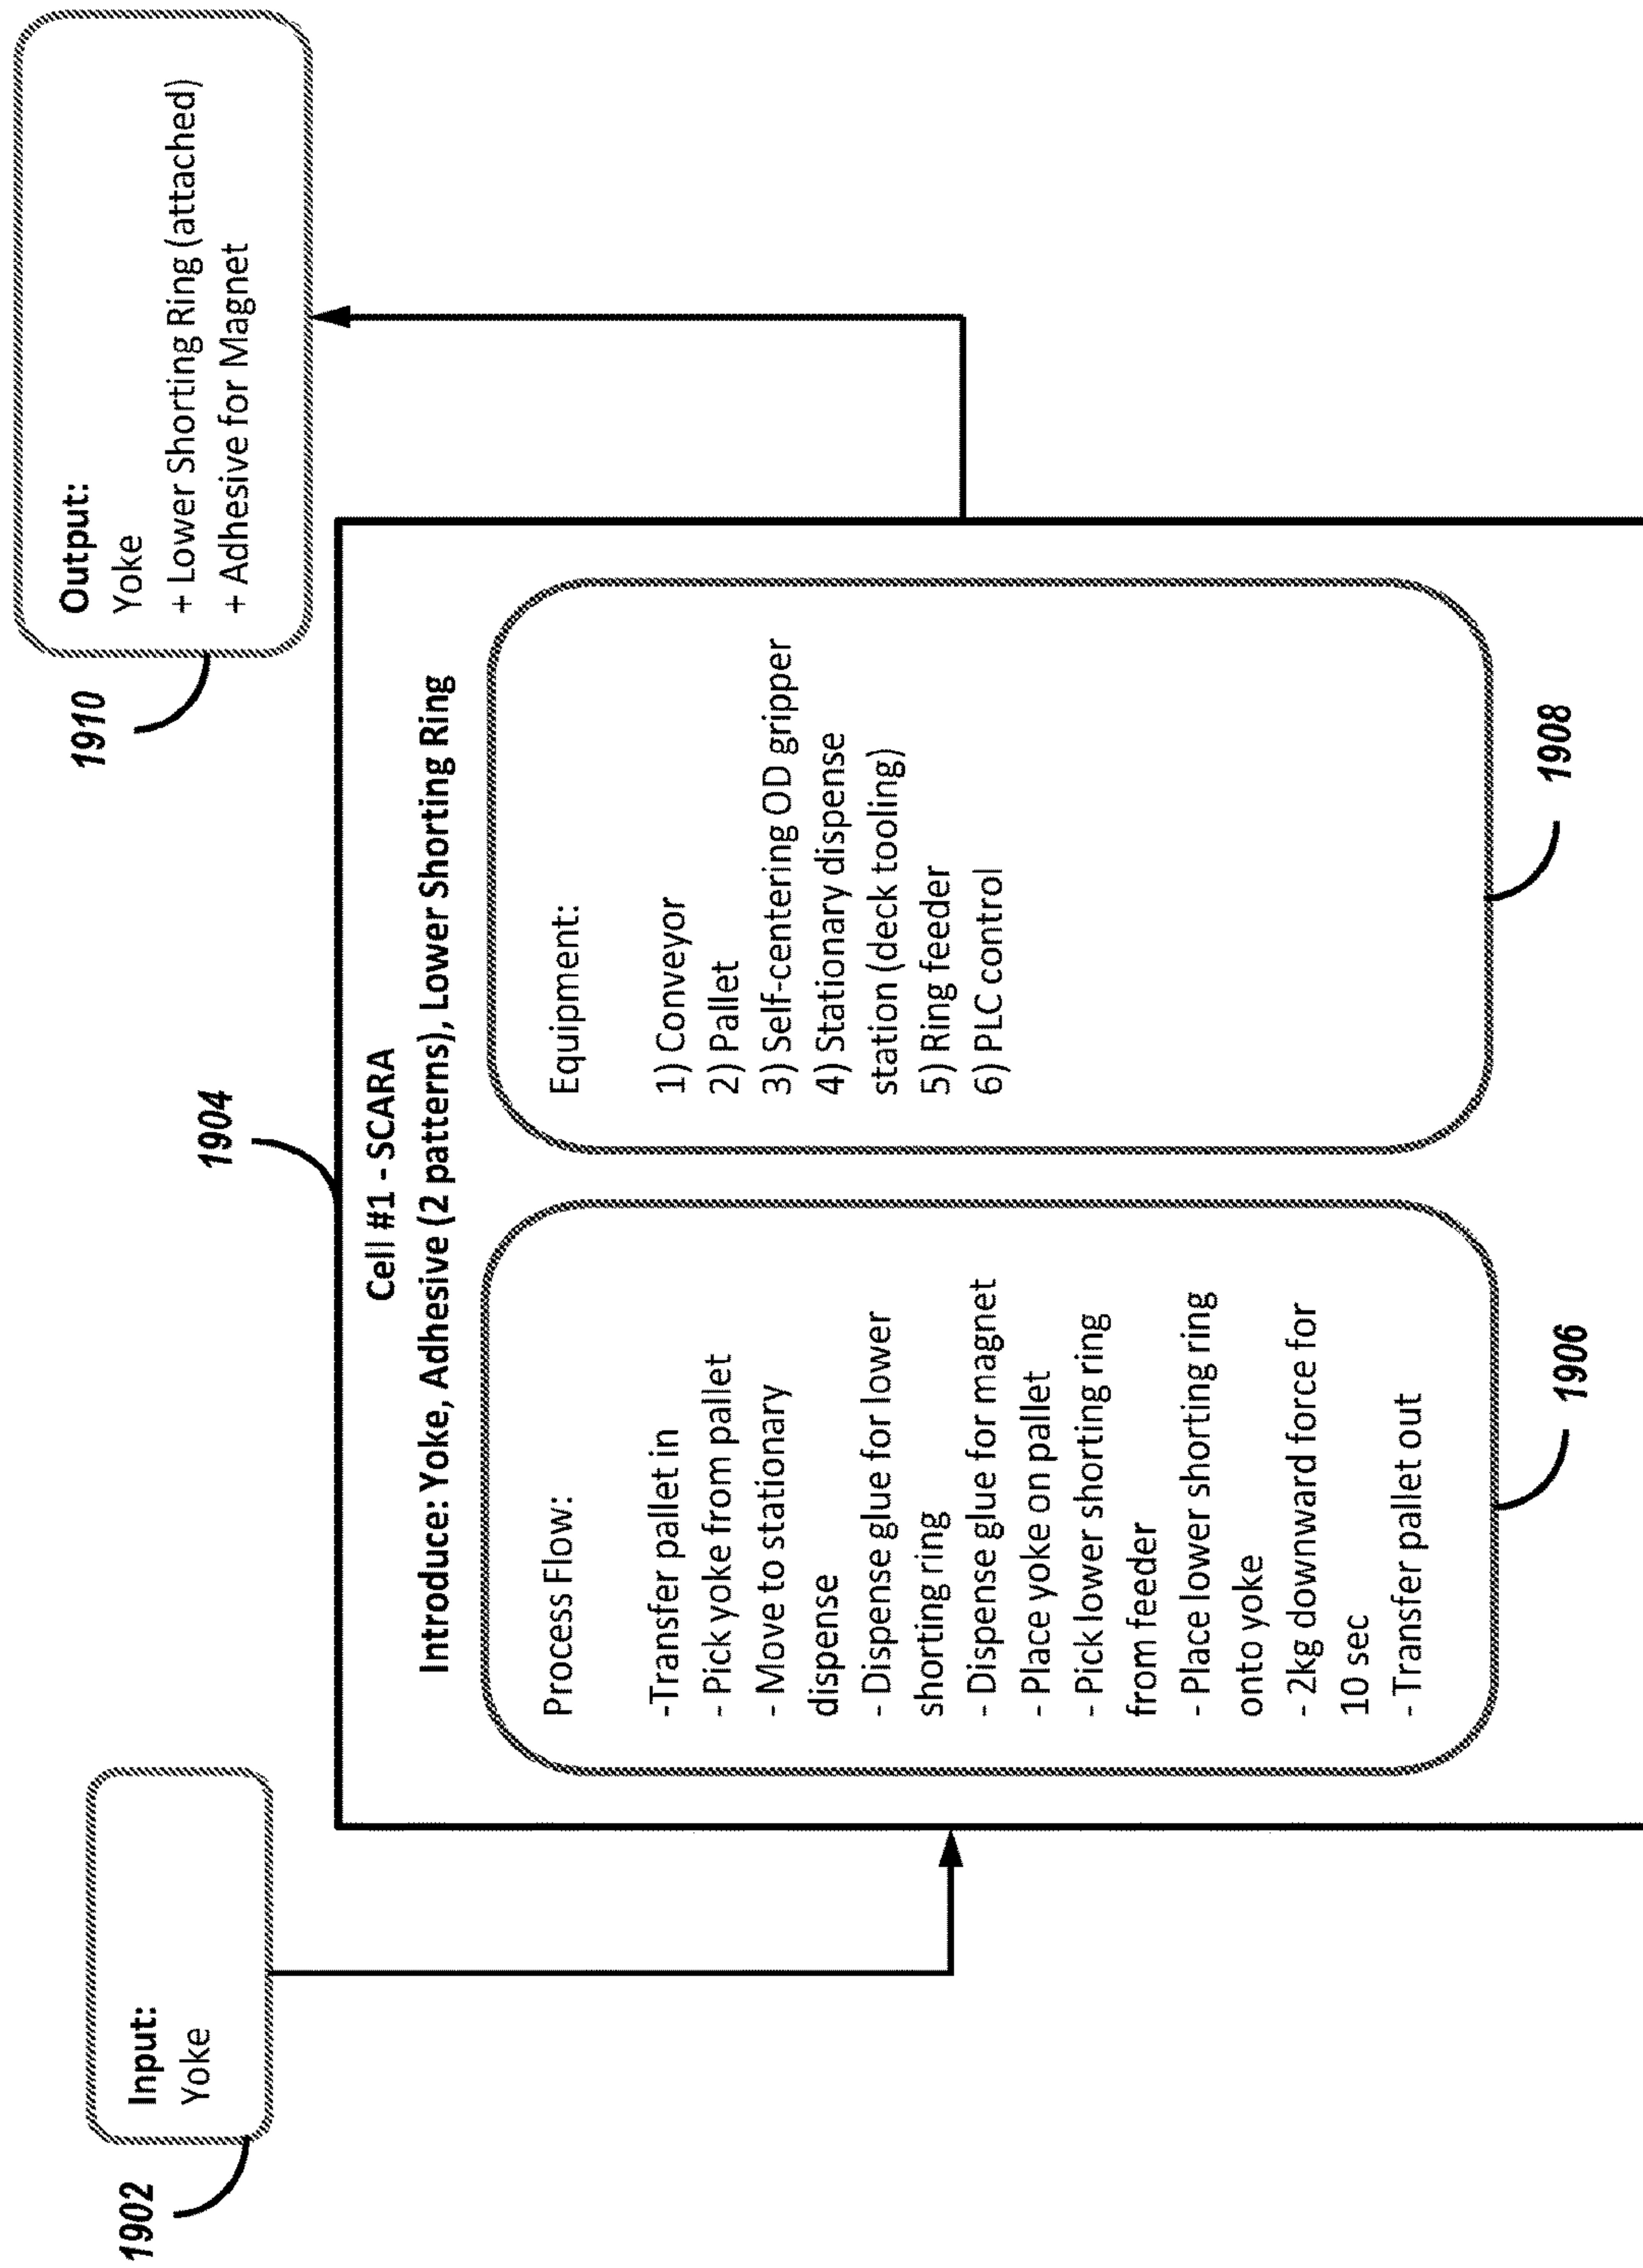 1902
Input:
Yoke
1904
Cell #1 - SCARA
Introduce: Yoke, Adhesive (2 patterns), Lower Shorting Ring
Process Flow:
-Transfer pallet in
- Pick yoke from pallet
- Move to stationary
dispense
- Dispense glue for lower
shorting ring
- Dispense glue for magnet
- Place yoke on pallet
- Pick lower shorting ring
from feeder
- Place lower shorting ring
onto yoke
- 2kg downward force for
10 sec
- Transfer pallet out
1906
Equipment:
1) Conveyor
2) Pallet
3) Self-centering OD gripper
4) Stationary dispense
station (deck tooling)
5) Ring feeder
6) PLC control
1908
1910
Output:
Yoke
+ Lower Shorting Ring (attached)
+ Adhesive for Magnet